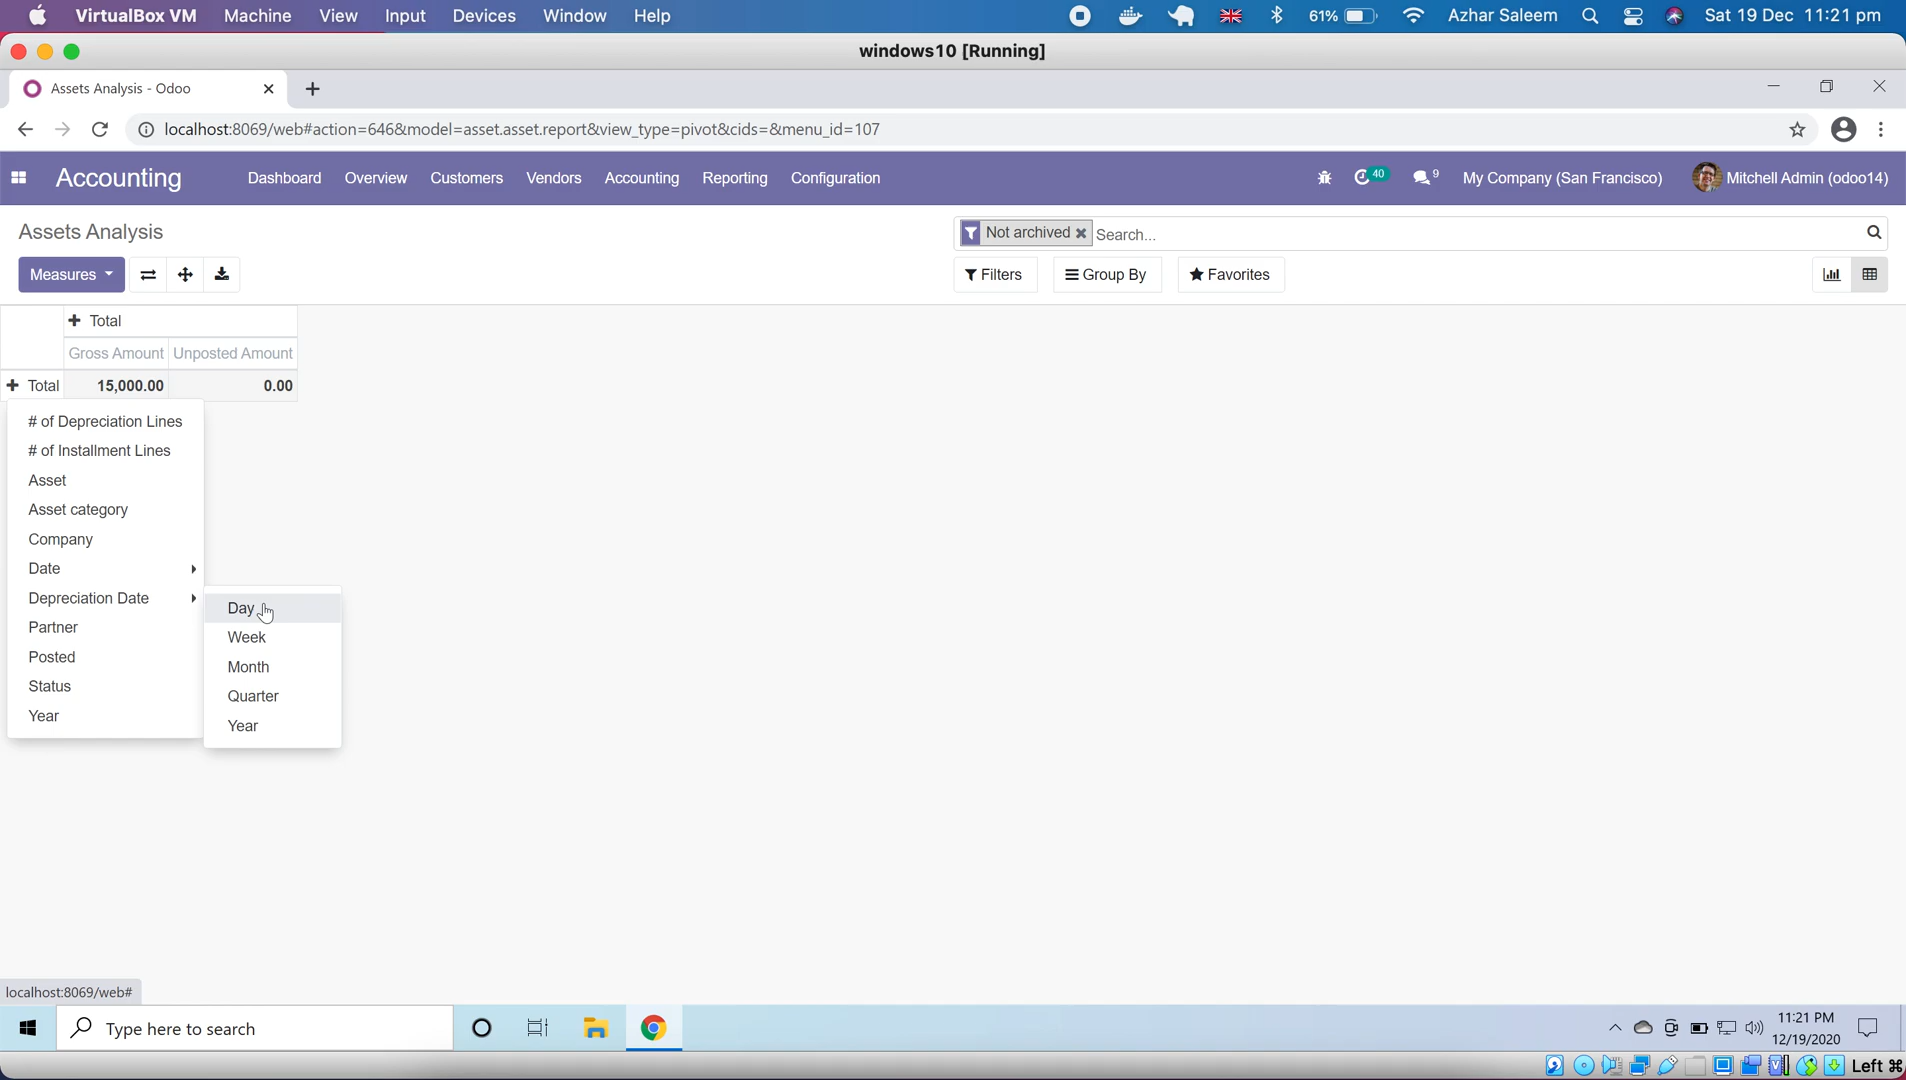 VirtualBox VM Machine View Input Devices Window Help 61% Azhar Saleem Sat 19 Dec 11:21 pm
windows10 [Running]
Assets Analysis - Odoo
localhost:8069/web#action=646&model=asset.asset.report&view_type=pivot&cids=&menu_id=107
Accounting Dashboard Overview Customers Vendors Accounting Reporting Configuration 40 9 My Company (San Francisco) Mitchell Admin (odoo14)
Assets Analysis
Not archived Search...
Measures Filters Group By Favorites
Total
Gross Amount Unposted Amount
Total 15,000.00 0.00
# of Depreciation Lines
# of Installment Lines
Asset
Asset category
Company
Date
Depreciation Date
Partner
Posted
Status
Year
Day
Week
Month
Quarter
Year
localhost:8069/web#
Type here to search
11:21 PM
12/19/2020
Left ⌘